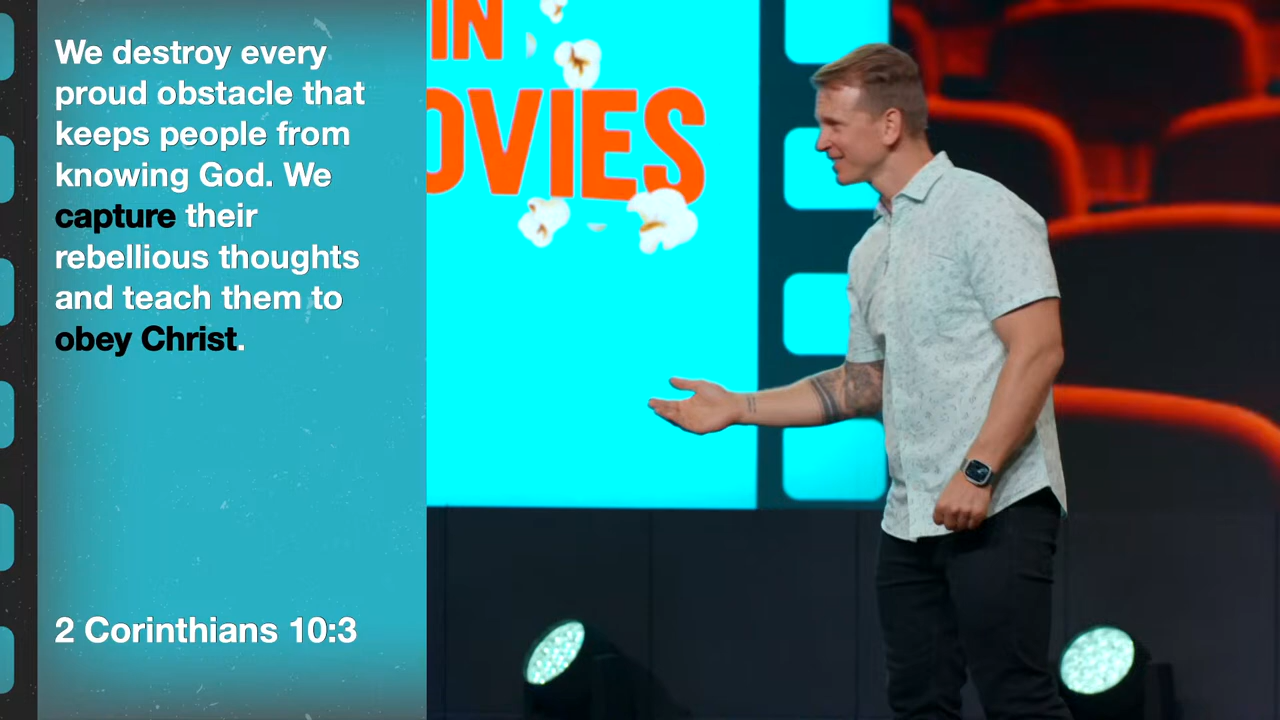 We destroy every
proud obstacle that
keeps people from
knowing God. We
capture their
rebellious thoughts
and teach them to
obey Christ.
2 Corinthians 10:3
IN
OVIES